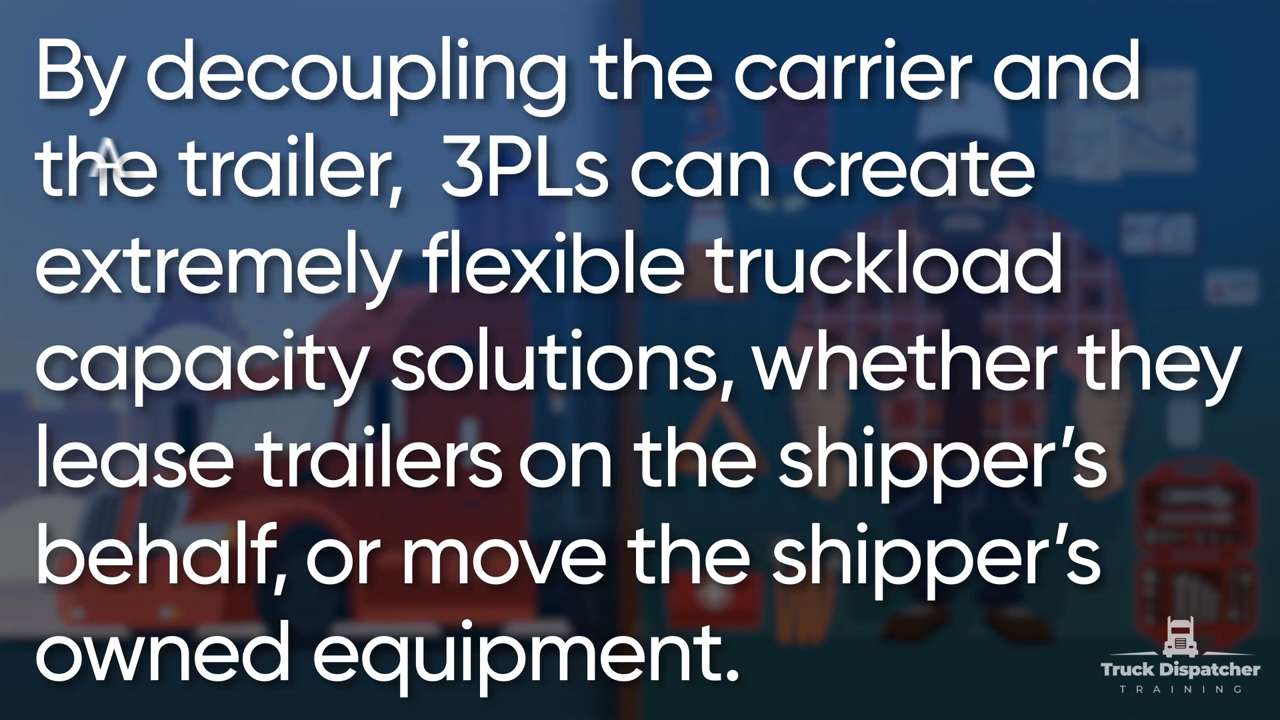 By decoupling the carrier and
the trailer,  3PLs can create
extremely flexible truckload
capacity solutions, whether they
lease trailers on the shipper’s
behalf, or move the shipper’s
owned equipment.
A
Truck Dispatcher
TRAINING